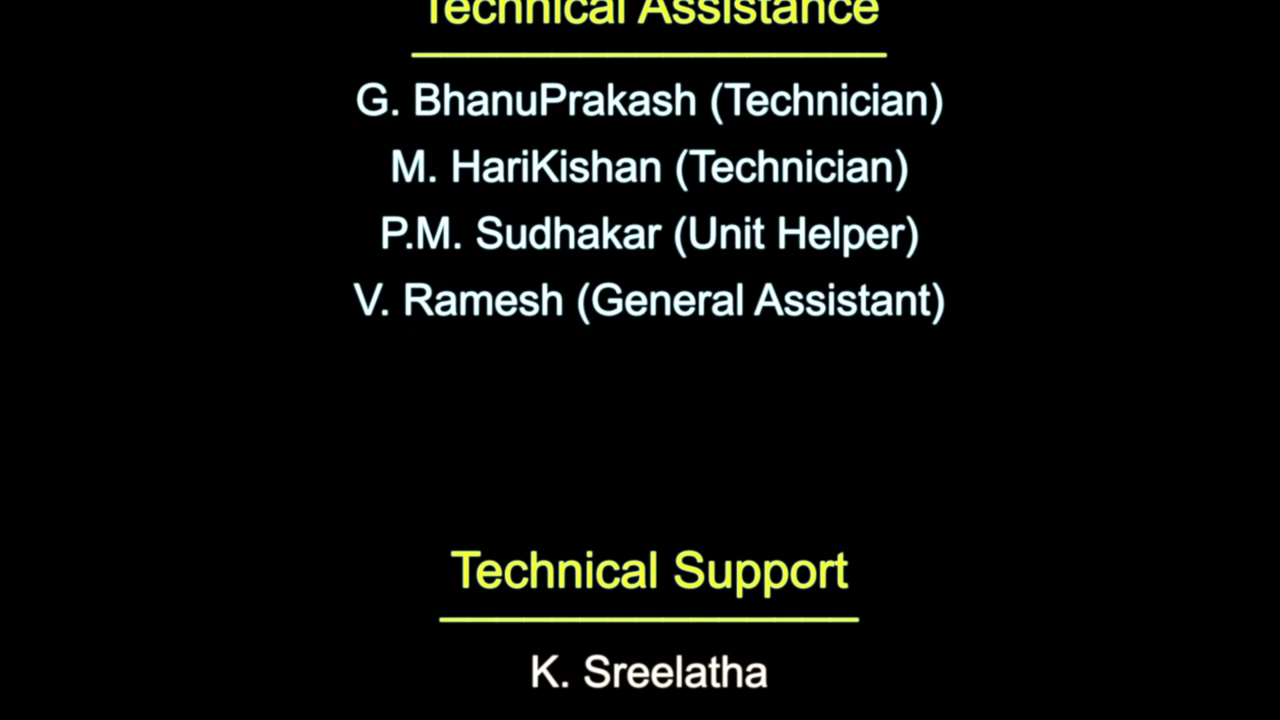 Technical Assistance
G. BhanuPrakash (Technician)
M. HariKishan (Technician)
P.M. Sudhakar (Unit Helper)
V. Ramesh (General Assistant)
Technical Support
K. Sreelatha